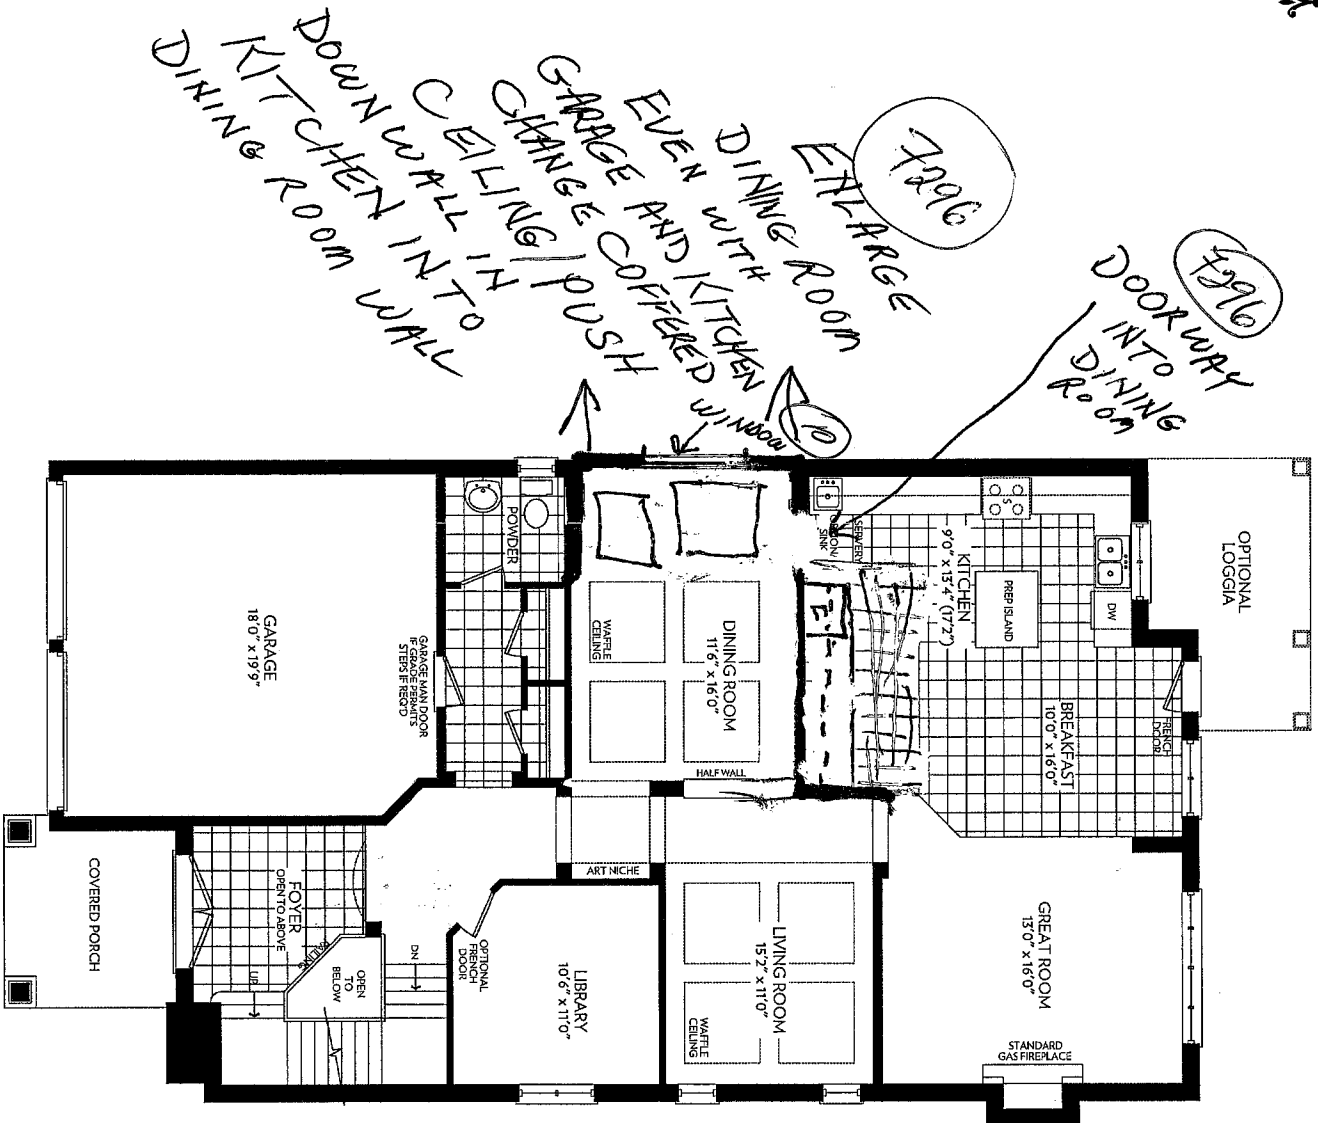 7296
ENLARGE
DINING ROOM
EVEN WITH
GARAGE AND KITCHEN
CHANGE COFFERED
CEILING / PUSH
DOWN WALL IN
KITCHEN INTO
DINING ROOM WALL
7296
DOORWAY
INTO
DINING
ROOM
WINDOW
10
POWDER
GARAGE
18'0" x 19'9"
GARAGE MAN DOOR
IF GRADE PERMITS
STEPS IF REQ'D
WAFFLE
CEILING
DINING ROOM
11'6" x 16'0"
HALF WALL
SERVERY
SINK
S
KITCHEN
9'0" x 13'4" (17'2")
PREP ISLAND
DW
F
OPTIONAL
LOGGIA
BREAKFAST
10'0" x 16'0"
FRENCH
DOOR
COVERED PORCH
FOYER
OPEN TO ABOVE
RAILING
UP
OPEN
TO
BELOW
DN
ART NICHE
OPTIONAL
FRENCH
DOOR
LIBRARY
10'6" x 11'0"
LIVING ROOM
15'2" x 11'0"
WAFFLE
CEILING
GREAT ROOM
13'0" x 16'0"
STANDARD
GAS FIREPLACE